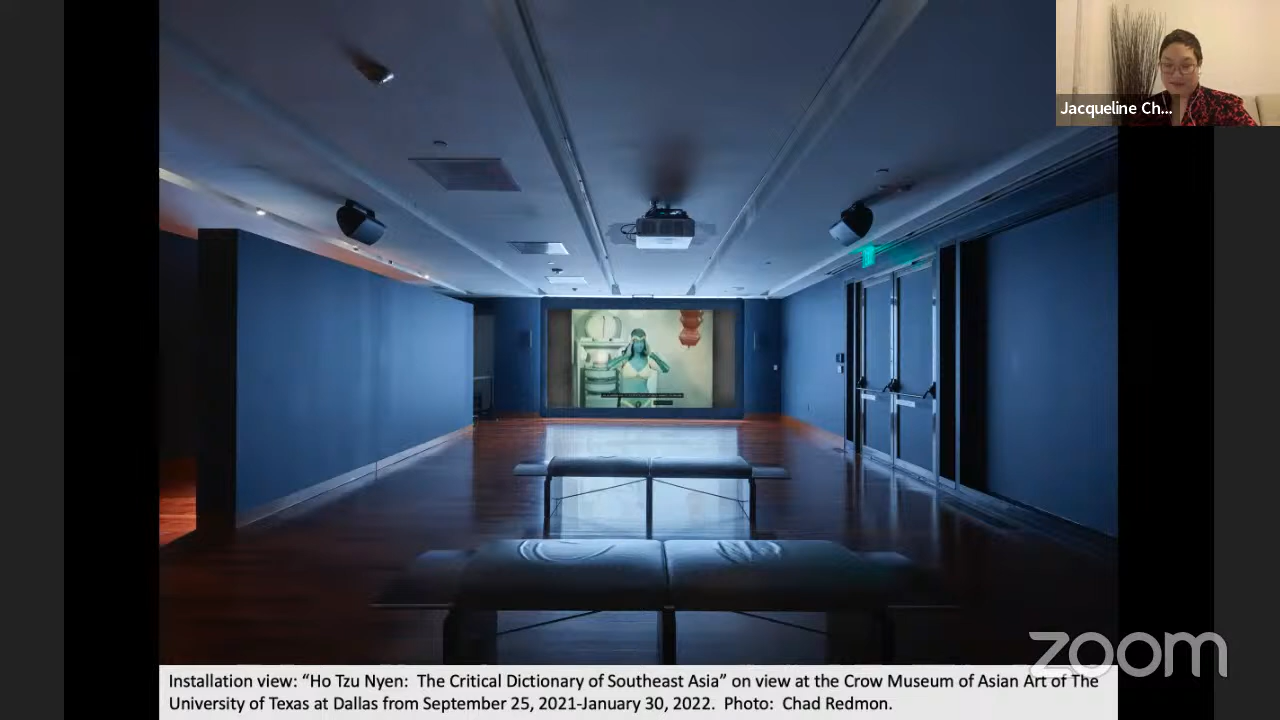 Jacqueline Ch...
zoom
Installation view: “Ho Tzu Nyen:  The Critical Dictionary of Southeast Asia” on view at the Crow Museum of Asian Art of The
University of Texas at Dallas from September 25, 2021-January 30, 2022.  Photo:  Chad Redmon.